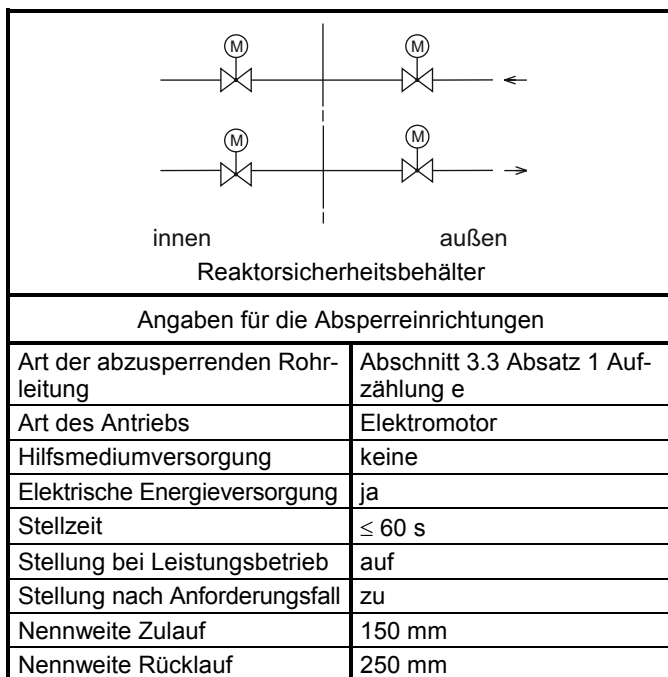 M M
M M
innen außen
Reaktorsicherheitsbehälter
Angaben für die Absperreinrichtungen
Art der abzusperrenden Rohr-
leitung
Abschnitt 3.3 Absatz 1 Auf-
zählung e
Art des Antriebs Elektromotor
Hilfsmediumversorgung keine
Elektrische Energieversorgung ja
Stellzeit ≤ 60 s
Stellung bei Leistungsbetrieb auf
Stellung nach Anforderungsfall zu
Nennweite Zulauf 150 mm
Nennweite Rücklauf 250 mm